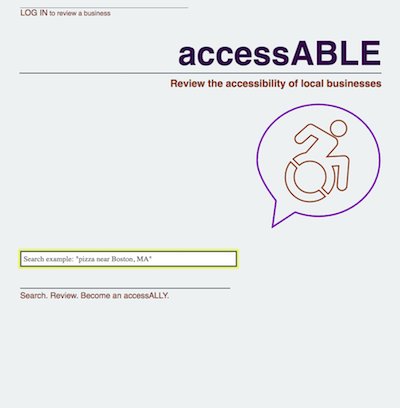 LOG IN to review a business
accessABLE
Review the accessibility of local businesses
Search example: "pizza near Boston, MA"
Search. Review. Become an accessALLY.